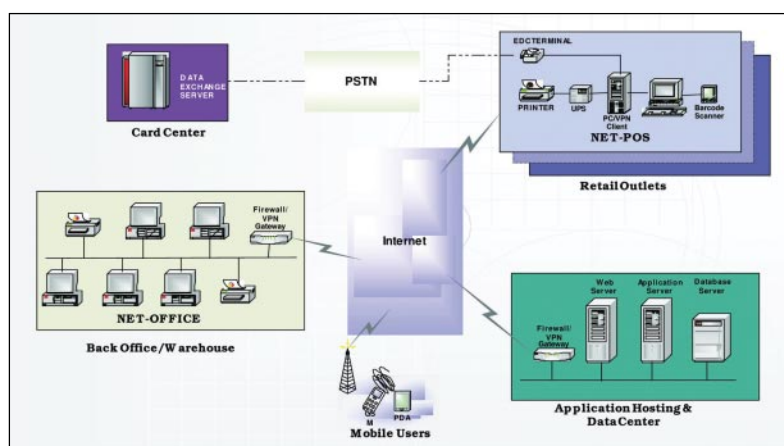 DATA
EXCHANGE
SERVER
Card Center
PSTN
EDCTERMINAL
PRINTER
UPS
PC/VPN
Client
Barcode
Scanner
NET-POS
Retail Outlets
Firewall/
VPN
Gateway
NET-OFFICE
Back Office/Warehouse
Internet
Web
Server
Application
Server
Database
Server
Firewall/
VPN
Gateway
Application Hosting &
Data Center
M
PDA
Mobile Users